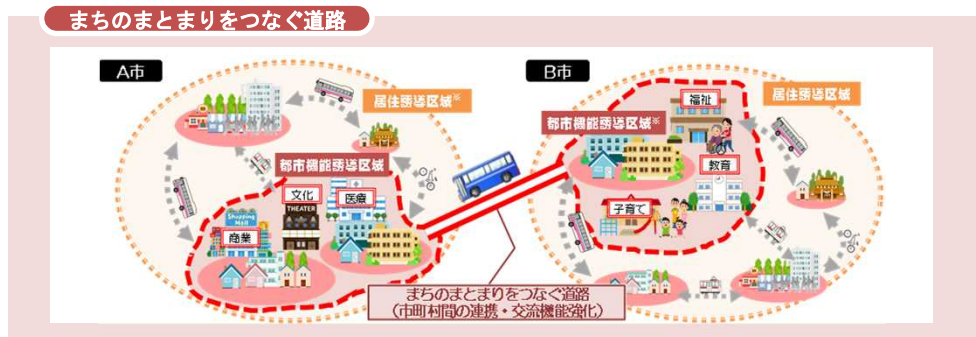 まちのまとまりをつなぐ道路
A市
B市
居住誘導区域※
居住誘導区域
福祉
都市機能誘導区域※
都市機能誘導区域
教育
文化
医療
THEATER
子育て
Shopping Mall
商業
まちのまとまりをつなぐ道路
（市町村間の連携・交流機能強化）